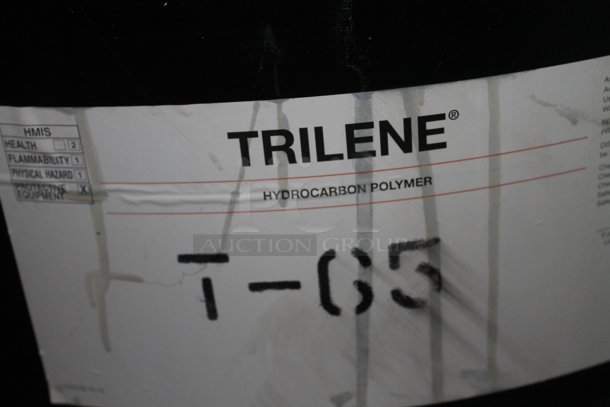 HMIS
HEALTH 2
FLAMMABILITY 1
PHYSICAL HAZARD 1
PROTECTIVE EQUIPMENT X
TRILENE®
HYDROCARBON POLYMER
AUCTION GROUP
T-65